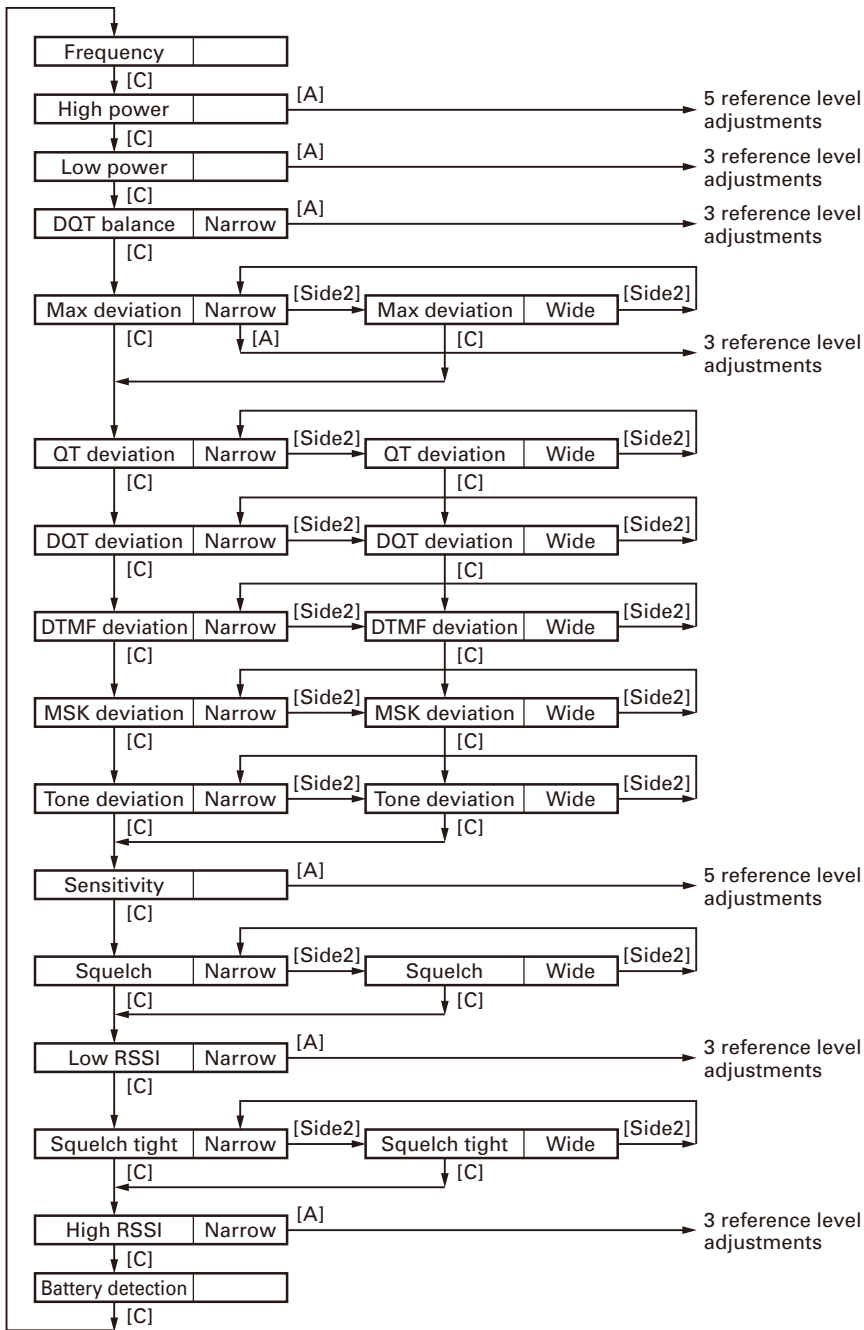 Frequency
[C]
High power
[A]
5 reference level
adjustments
[C]
Low power
[A]
3 reference level
adjustments
[C]
DQT balance Narrow
[A]
3 reference level
adjustments
[C]
Max deviation Narrow [Side2] Max deviation Wide [Side2]
[C] [A] [C]
3 reference level
adjustments
QT deviation Narrow [Side2] QT deviation Wide [Side2]
[C] [C]
DQT deviation Narrow [Side2] DQT deviation Wide [Side2]
[C] [C]
DTMF deviation Narrow [Side2] DTMF deviation Wide [Side2]
[C] [C]
MSK deviation Narrow [Side2] MSK deviation Wide [Side2]
[C] [C]
Tone deviation Narrow [Side2] Tone deviation Wide [Side2]
[C] [C]
Sensitivity
[A]
5 reference level
adjustments
[C]
Squelch Narrow [Side2] Squelch Wide [Side2]
[C] [C]
Low RSSI Narrow
[A]
3 reference level
adjustments
[C]
Squelch tight Narrow [Side2] Squelch tight Wide [Side2]
[C] [C]
High RSSI Narrow
[A]
3 reference level
adjustments
[C]
Battery detection
[C]